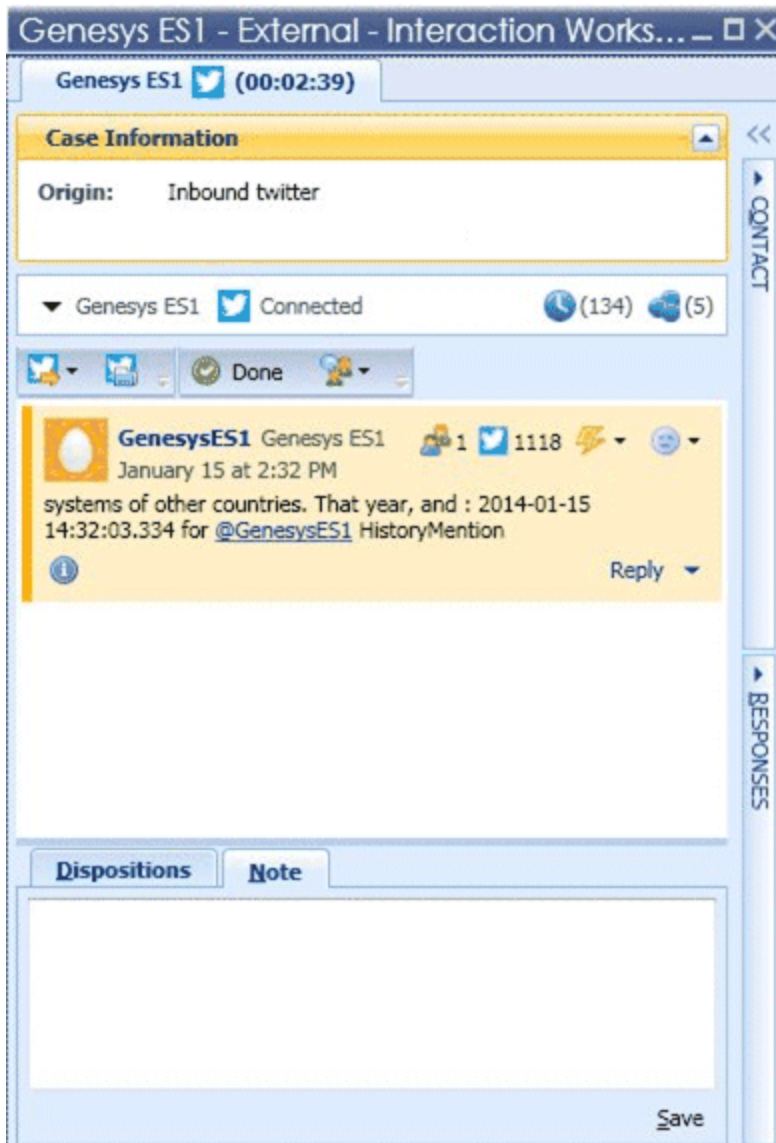 Genesys ES1 - External - Interaction Works...
Genesys ES1 (00:02:39)
Case Information
Origin: Inbound twitter
Genesys ES1 Connected (134) (5)
Done
GenesysES1 Genesys ES1 1 1118
January 15 at 2:32 PM
systems of other countries. That year, and : 2014-01-15
14:32:03.334 for @GenesysES1 HistoryMention
Reply
Dispositions Note
Save
CONTACT
RESPONSES